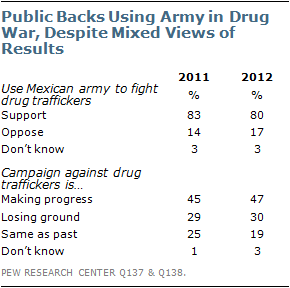 Public Backs Using Army in Drug
War, Despite Mixed Views of
Results
2011 2012
Use Mexican army to fight % %
drug traffickers
Support 83 80
Oppose 14 17
Don't know 3 3
Campaign against drug
traffickers is…
Making progress 45 47
Losing ground 29 30
Same as past 25 19
Don't know 1 3
PEW RESEARCH CENTER Q137 & Q138.